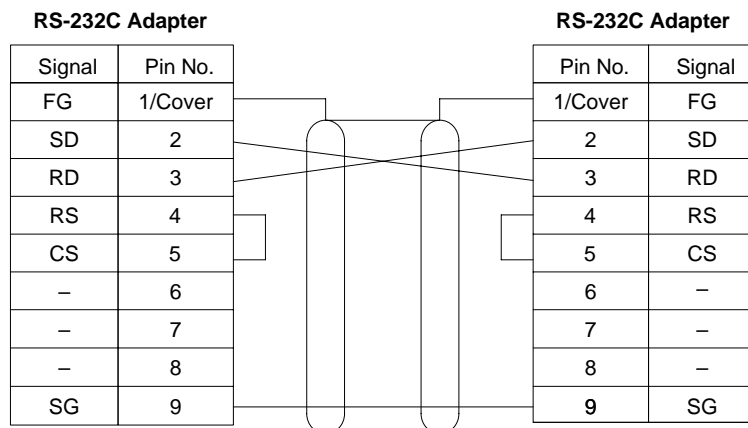 RS-232C Adapter RS-232C Adapter
Signal Pin No. Pin No. Signal
FG 1/Cover 1/Cover FG
SD 2 2 SD
RD 3 3 RD
RS 4 4 RS
CS 5 5 CS
– 6 6 –
– 7 7 –
– 8 8 –
SG 9 9 SG